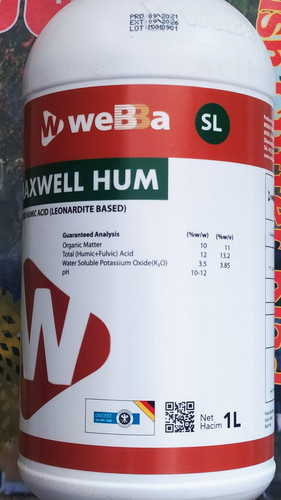 PRD 09/2021
EXP 09/2026
LOT
weBBa
SL
AXWELL HUM
HUMIC ACID (LEONARDITE BASED)
Guaranteed Analysis (%w/w) (%w/v)
Organic Matter 10 11
Total (Humic+Fulvic) Acid 12 13.2
Water Soluble Potassium Oxide(K₂O) 3.5 3.85
pH 10-12
W
Net
Hacim 1L